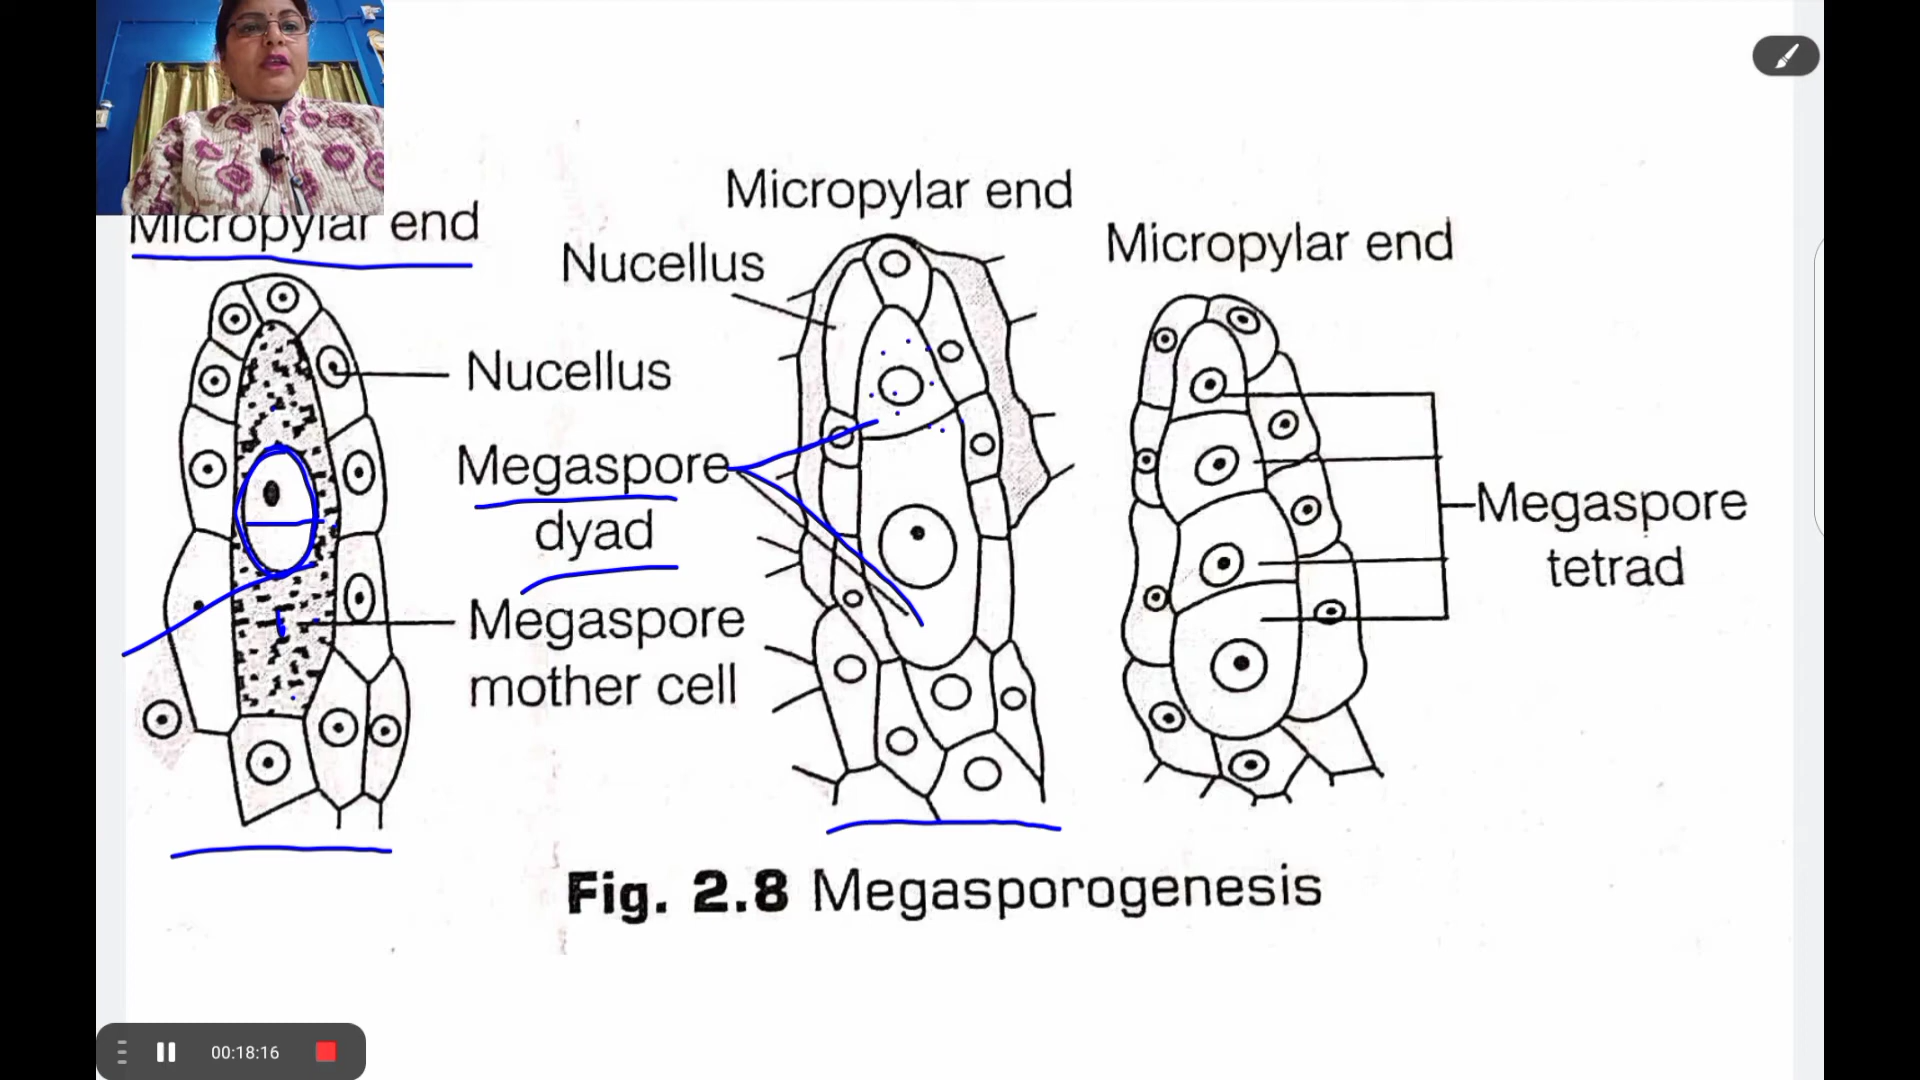 Micropylar end
Nucellus
Megaspore
mother cell
Micropylar end
Nucellus
Megaspore
dyad
Micropylar end
Megaspore
tetrad
Fig. 2.8 Megasporogenesis
00:18:16